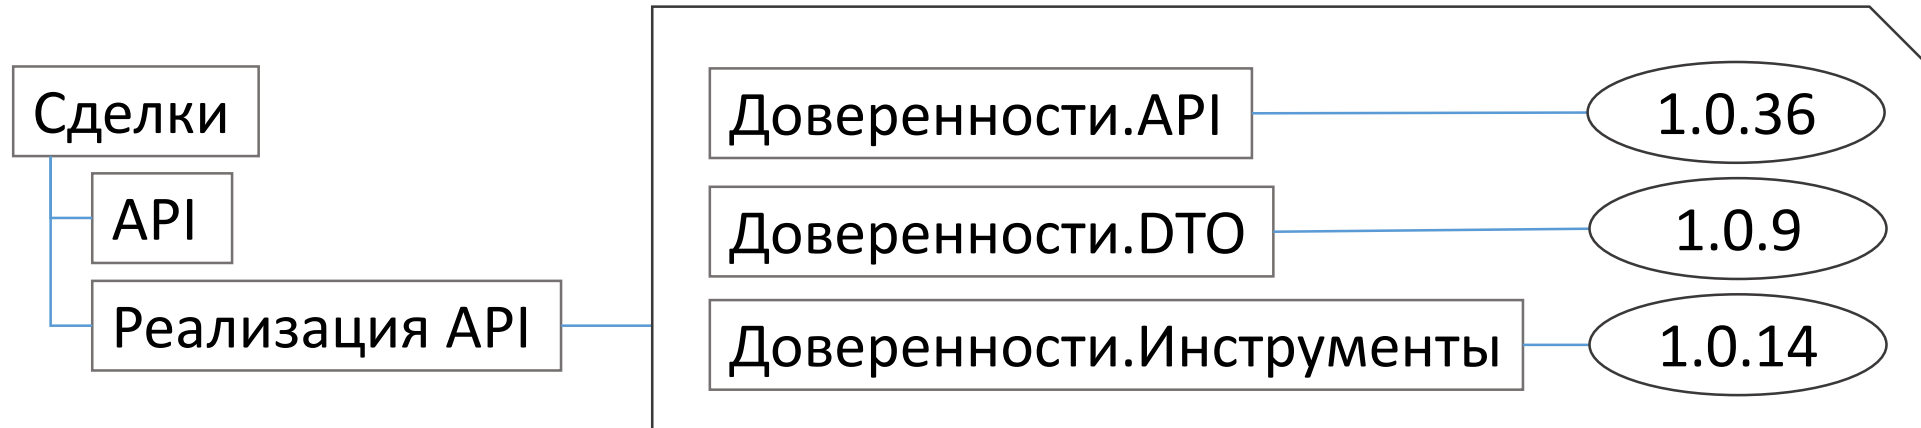 Сделки
API
Реализация API
Доверенности.API
1.0.36
Доверенности.DTO
1.0.9
Доверенности.Инструменты
1.0.14